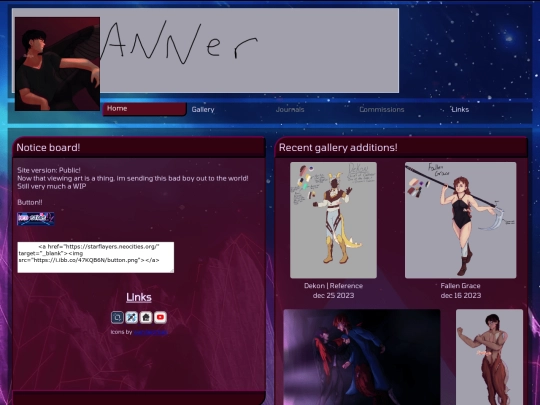 ANNer
Home
Gallery
Journals
Commissions
Links
Notice board!
Site version: Public!
Now that viewing art is a thing, im sending this bad boy out to the world!
Still very much a WIP
Button!!
<a href="https://starflayers.neocities.org/"
target="_blank"><img
src="https://i.ibb.co/47KQB6N/button.png"></a>
Links
Icons by
Recent gallery additions!
Dekon | Reference
dec 25 2023
Fallen
Grace
Fallen Grace
dec 16 2023